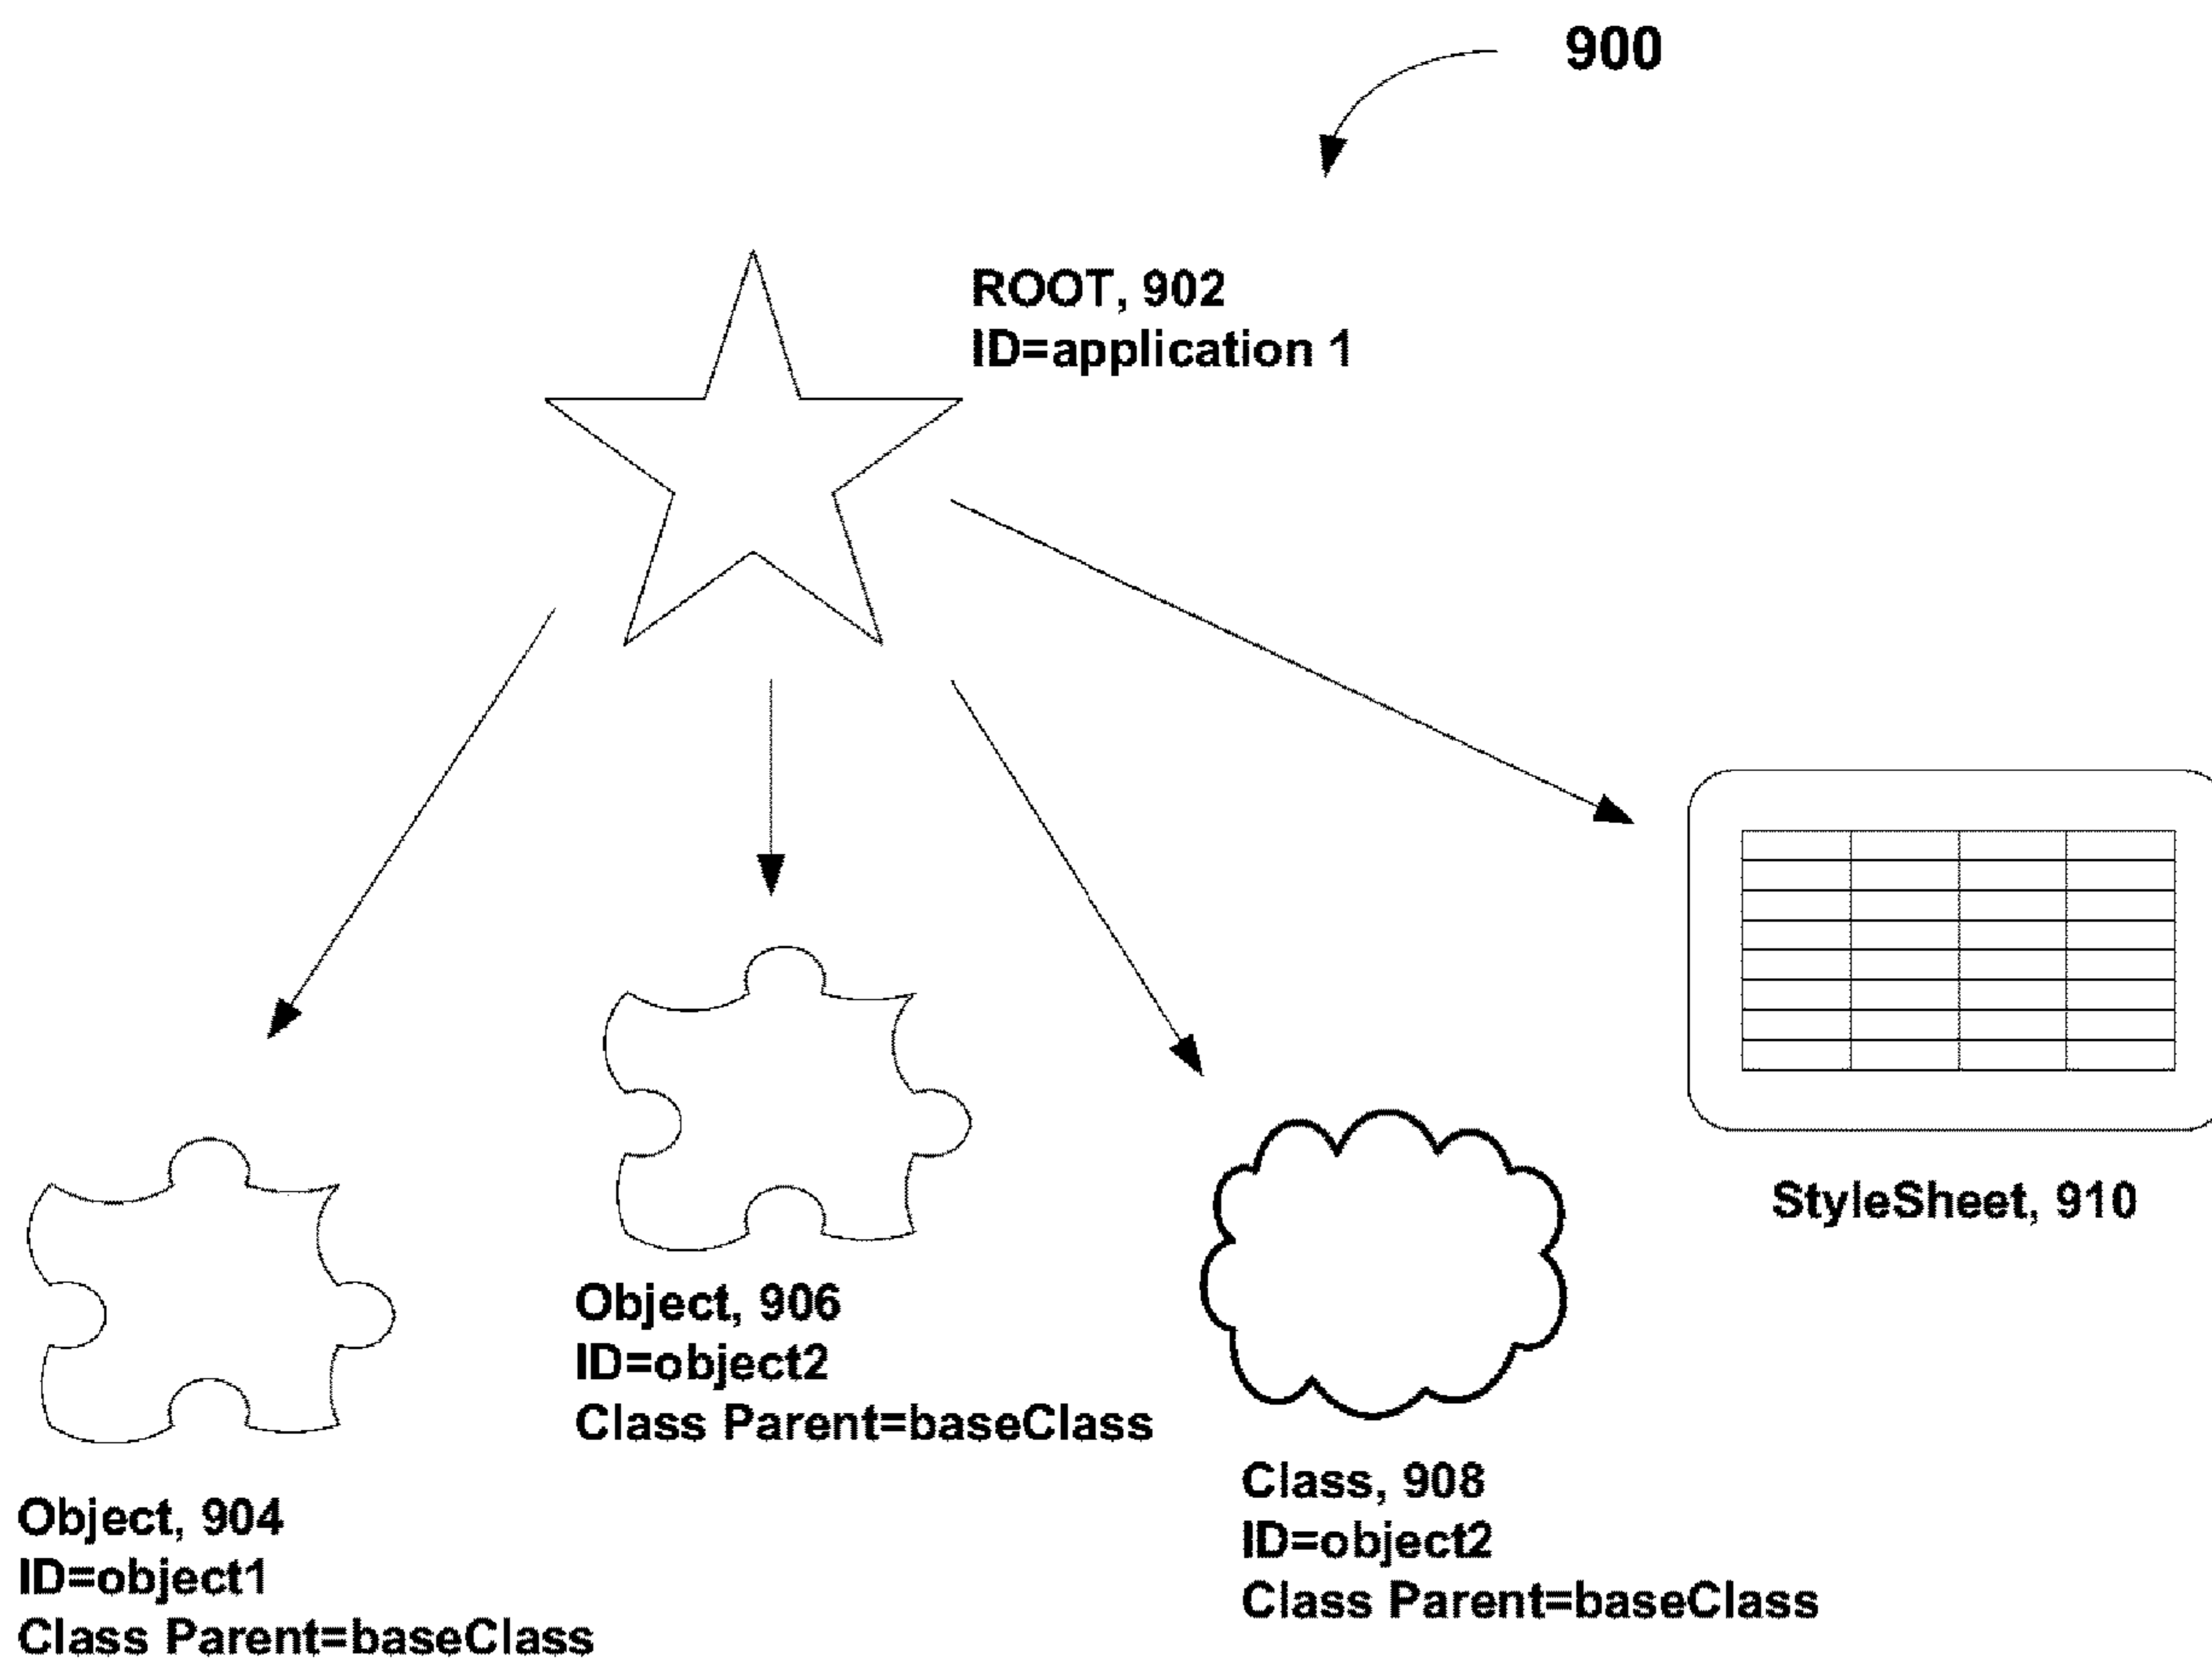 900
ROOT, 902
ID=application 1
StyleSheet, 910
Object, 906
ID=object2
Class Parent=baseClass
Class, 908
ID=object2
Class Parent=baseClass
Object, 904
ID=object1
Class Parent=baseClass